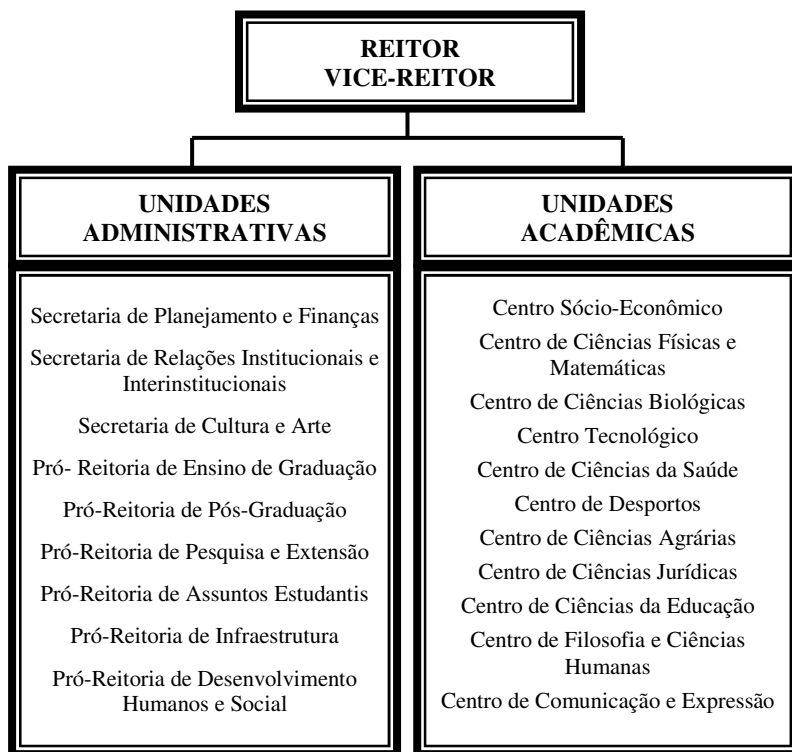 REITOR
VICE-REITOR
UNIDADES
ADMINISTRATIVAS
Secretaria de Planejamento e Finanças
Secretaria de Relações Institucionais e
Interinstitucionais
Secretaria de Cultura e Arte
Pró- Reitoria de Ensino de Graduação
Pró-Reitoria de Pós-Graduação
Pró-Reitoria de Pesquisa e Extensão
Pró-Reitoria de Assuntos Estudantis
Pró-Reitoria de Infraestrutura
Pró-Reitoria de Desenvolvimento
Humanos e Social
UNIDADES
ACADÊMICAS
Centro Sócio-Econômico
Centro de Ciências Físicas e
Matemáticas
Centro de Ciências Biológicas
Centro Tecnológico
Centro de Ciências da Saúde
Centro de Desportos
Centro de Ciências Agrárias
Centro de Ciências Jurídicas
Centro de Ciências da Educação
Centro de Filosofia e Ciências
Humanas
Centro de Comunicação e Expressão